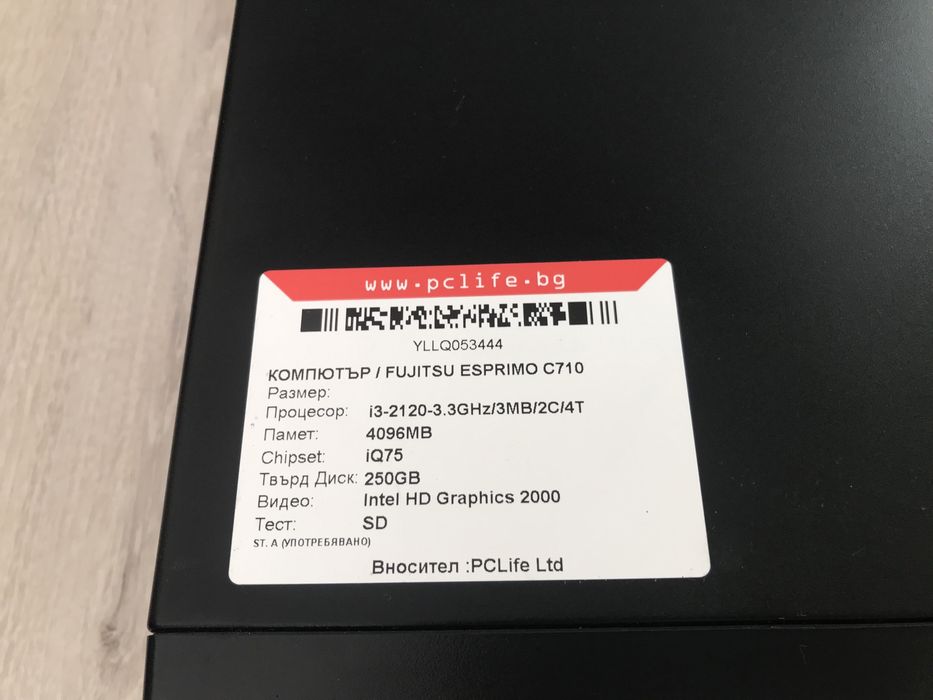 www.pclife.bg
YLLQ053444
КОМПЮТЪР / FUJITSU ESPRIMO C710
Размер:
Процесор: i3-2120-3.3GHz/3MB/2C/4T
Памет: 4096MB
Chipset: iQ75
Твърд Диск: 250GB
Видео: Intel HD Graphics 2000
Тест: SD
ST. A (УПОТРЕБЯВАНО)
Вносител :PCLife Ltd